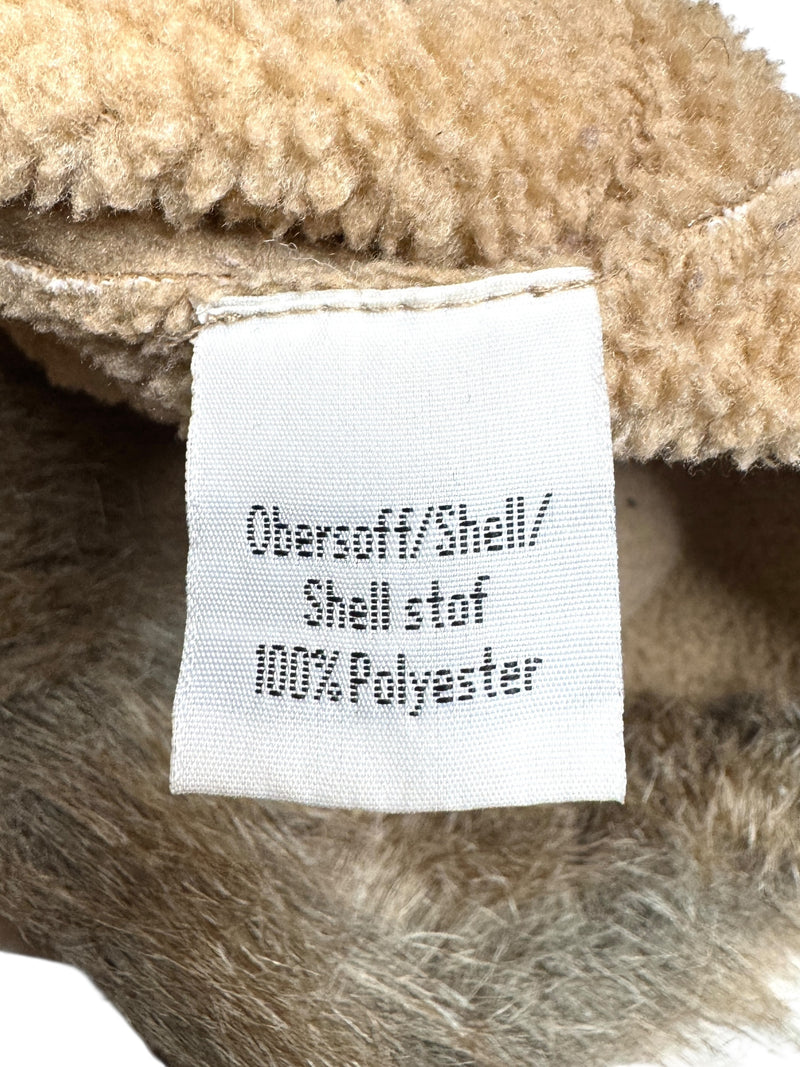 Obersoff/Shell/
Shell stof
100% Polyester